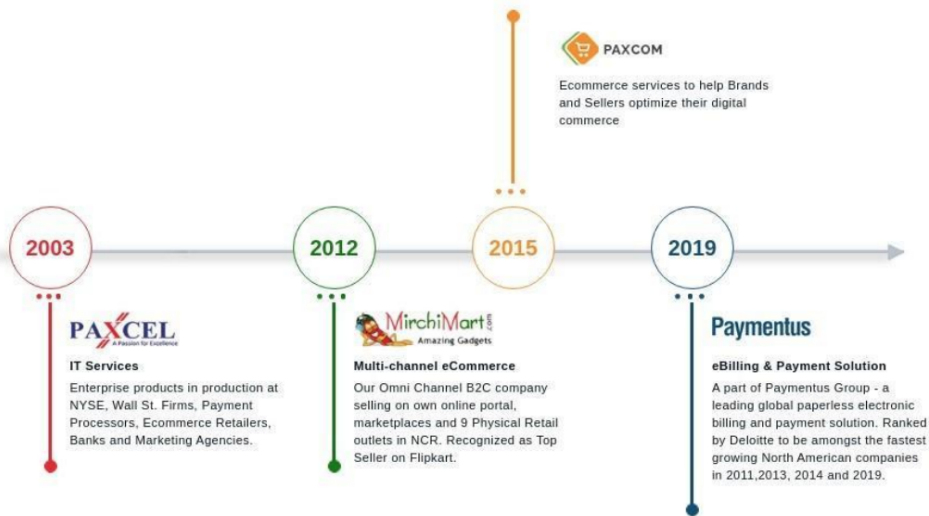 PAXCOM
Ecommerce services to help Brands
and Sellers optimize their digital
commerce
2003
2012
2015
2019
PAXCEL
A Passion for Excellence
IT Services
Enterprise products in production at
NYSE, Wall St. Firms, Payment
Processors, Ecommerce Retailers,
Banks and Marketing Agencies.
MirchiMart.com
Amazing Gadgets
Multi-channel eCommerce
Our Omni Channel B2C company
selling on own online portal,
marketplaces and 9 Physical Retail
outlets in NCR. Recognized as Top
Seller on Flipkart.
Paymentus
eBilling & Payment Solution
A part of Paymentus Group - a
leading global paperless electronic
billing and payment solution. Ranked
by Deloitte to be amongst the fastest
growing North American companies
in 2011,2013, 2014 and 2019.